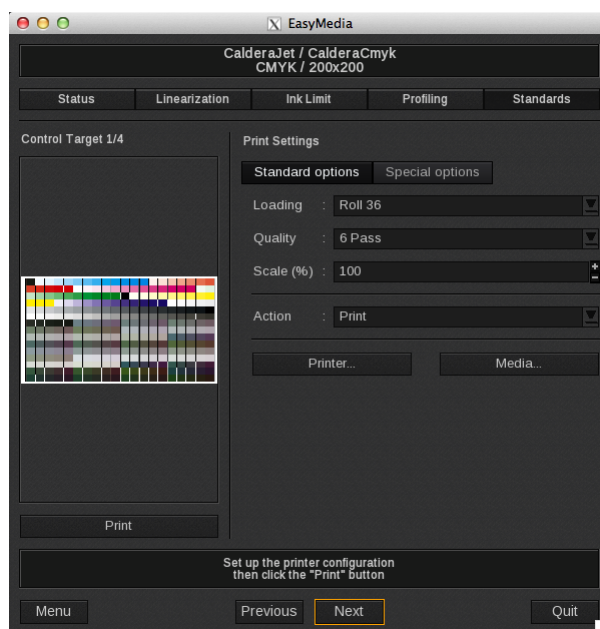 EasyMedia
CalderaJet / CalderaCmyk
CMYK / 200x200
Status Linearization Ink Limit Profiling Standards
Control Target 1/4
Print Settings
Standard options Special options
Loading : Roll 36
Quality : 6 Pass
Scale (%) : 100
Action : Print
Printer... Media...
Print
Set up the printer configuration
then click the "Print" button
Menu Previous Next Quit